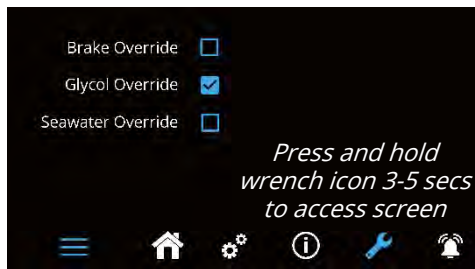 Brake Override
Glycol Override
Seawater Override
Press and hold
wrench icon 3-5 secs
to access screen